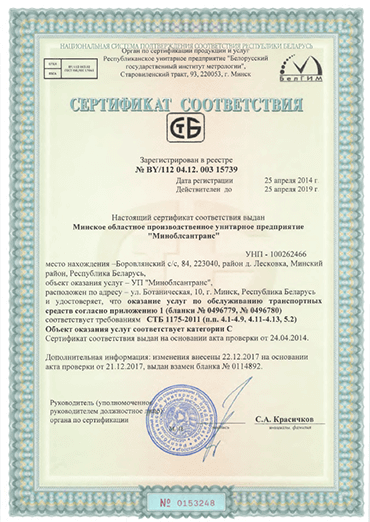 НАЦИОНАЛЬНАЯ СИСТЕМА ПОДТВЕРЖДЕНИЯ СООТВЕТСТВИЯ РЕСПУБЛИКИ БЕЛАРУСЬ
Орган по сертификации продукции и услуг
Республиканское унитарное предприятие "Белорусский
государственный институт метрологии",
Старовиленский тракт, 93, 220053, г. Минск
БелГИМ
СЕРТИФИКАТ СООТВЕТСТВИЯ
СТБ
Зарегистрирован в реестре
№ BY/112 04.12. 003 15739
Дата регистрации 25 апреля 2014 г.
Действителен до 25 апреля 2019 г.
Настоящий сертификат соответствия выдан
Минское областное производственное унитарное предприятие
"Миноблсантранс"
УНП - 100262466
место нахождения –Боровлянский с/с, 84, 223040, район д. Лесковка, Минский
район, Республика Беларусь,
объект оказания услуг – УП "Миноблсантранс",
расположен по адресу – ул. Ботаническая, 10, г. Минск, Республика Беларусь
и удостоверяет, что оказание услуг по обслуживанию транспортных
средств согласно приложению 1 (бланки № 0496779, № 0496780)
соответствует требованиям СТБ 1175-2011 (п.п. 4.1-4.9, 4.11-4.13, 5.2)
Объект оказания услуг соответствует категории С
Сертификат соответствия выдан на основании акта проверки от 24.04.2014.
Дополнительная информация: изменения внесены 22.12.2017 на основании
акта проверки от 21.12.2017, выдан взамен бланка № 0114892.
Руководитель (уполномоченное
руководителем должностное лицо)
органа по сертификации
С.А. Красичков
М.П.
подпись
инициалы, фамилия
№ 0153248